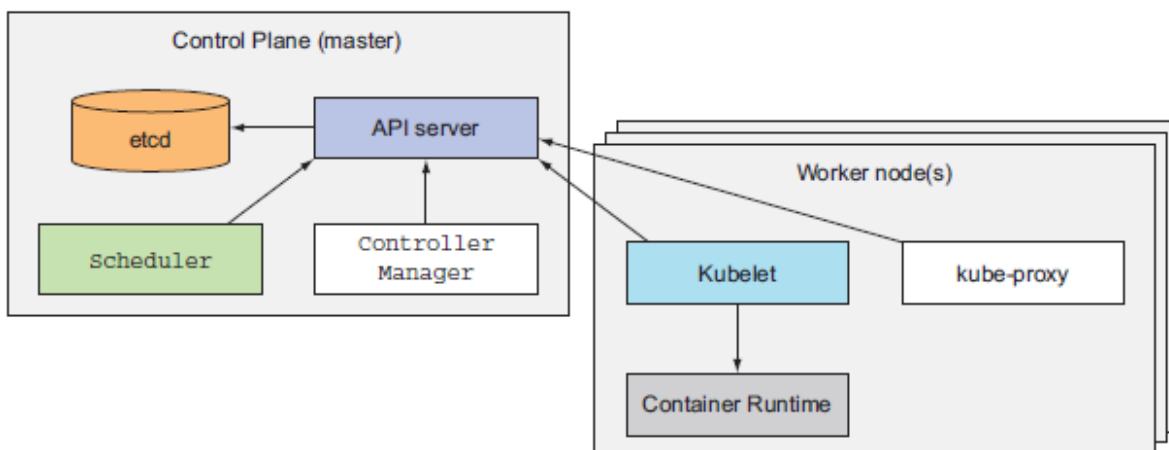 Control Plane (master)
etcd
API server
Scheduler
Controller
Manager
Worker node(s)
Kubelet
kube-proxy
Container Runtime